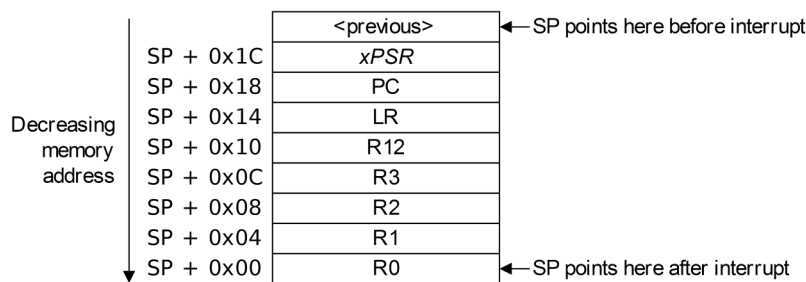 <previous> SP points here before interrupt
SP + 0x1C xPSR
SP + 0x18 PC
SP + 0x14 LR
Decreasing
memory
address
SP + 0x10 R12
SP + 0x0C R3
SP + 0x08 R2
SP + 0x04 R1
SP + 0x00 R0 SP points here after interrupt